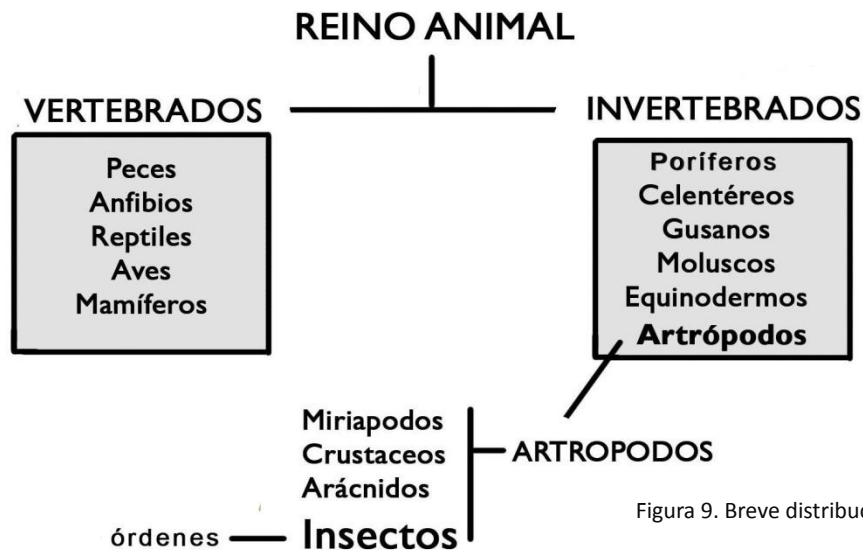 REINO ANIMAL
VERTEBRADOS
Peces
Anfibios
Reptiles
Aves
Mamíferos
INVERTEBRADOS
Poríferos
Celentéreos
Gusanos
Moluscos
Equinodermos
Artrópodos
ARTROPODOS
Miriapodos
Crustaceos
Arácnidos
Insectos
órdenes
Figura 9. Breve